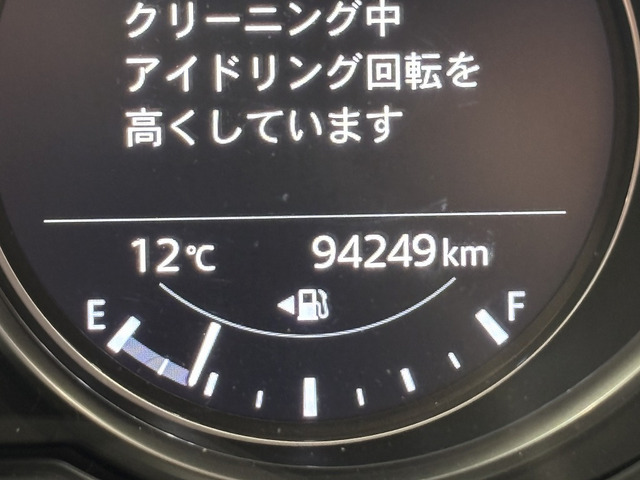 クリーニング中
アイドリング回転を
高くしています
12℃ 94249km
E F